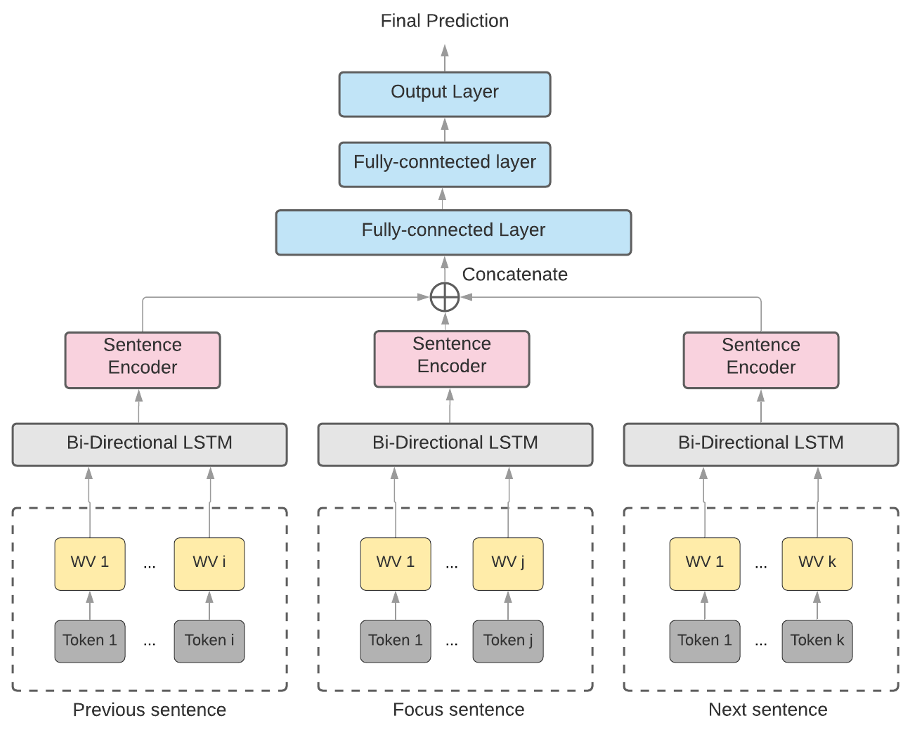 Final Prediction
Output Layer
Fully-conntected layer
Fully-connected Layer
Concatenate
Sentence
Encoder
Sentence
Encoder
Sentence
Encoder
Bi-Directional LSTM
Bi-Directional LSTM
Bi-Directional LSTM
WV 1 ... WV i
WV 1 ... WV j
WV 1 ... WV k
Token 1 ... Token i
Token 1 ... Token j
Token 1 ... Token k
Previous sentence
Focus sentence
Next sentence